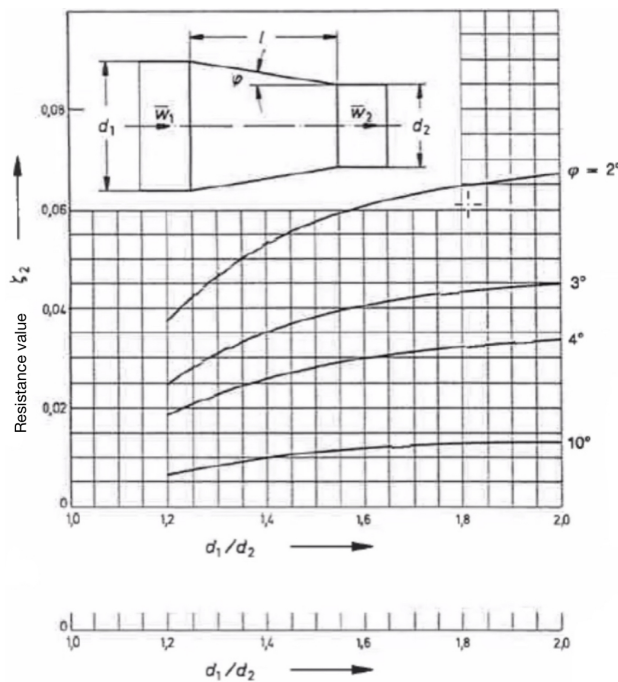 l
φ
d₁
w̅₁
w̅₂
d₂
0,08
φ = 2°
0,06
ζ₂
Resistance value
3°
0,04
4°
0,02
10°
0
1,0 1,2 1,4 1,6 1,8 2,0
d₁/d₂
0
1,0 1,2 1,4 1,6 1,8 2,0
d₁/d₂